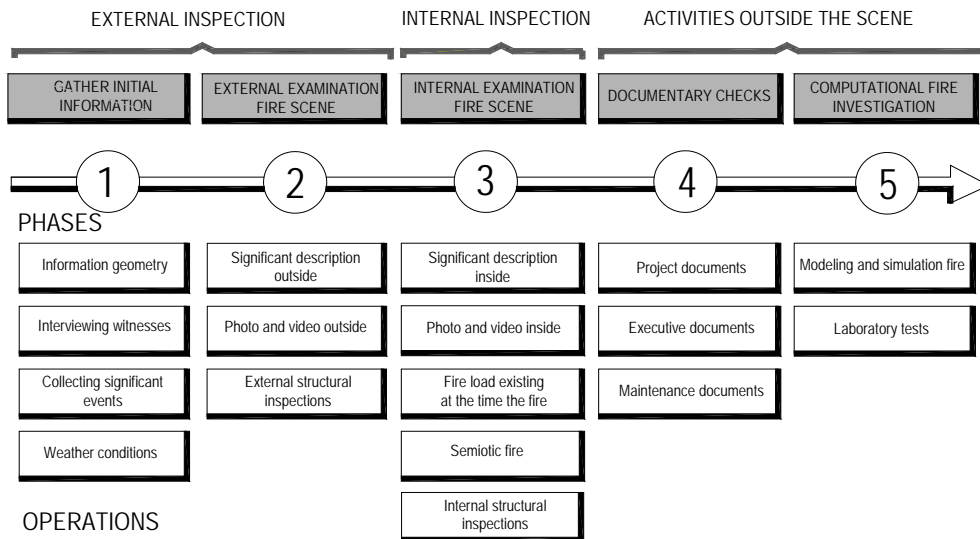 EXTERNAL INSPECTION
INTERNAL INSPECTION
ACTIVITIES OUTSIDE THE SCENE
GATHER INITIAL
INFORMATION
EXTERNAL EXAMINATION
FIRE SCENE
INTERNAL EXAMINATION
FIRE SCENE
DOCUMENTARY CHECKS
COMPUTATIONAL FIRE
INVESTIGATION
1
2
3
4
5
PHASES
Information geometry
Interviewing witnesses
Collecting significant
events
Weather conditions
Significant description
outside
Photo and video outside
External structural
inspections
Significant description
inside
Photo and video inside
Fire load existing
at the time the fire
Semiotic fire
Internal structural
inspections
Project documents
Executive documents
Maintenance documents
Modeling and simulation fire
Laboratory tests
OPERATIONS